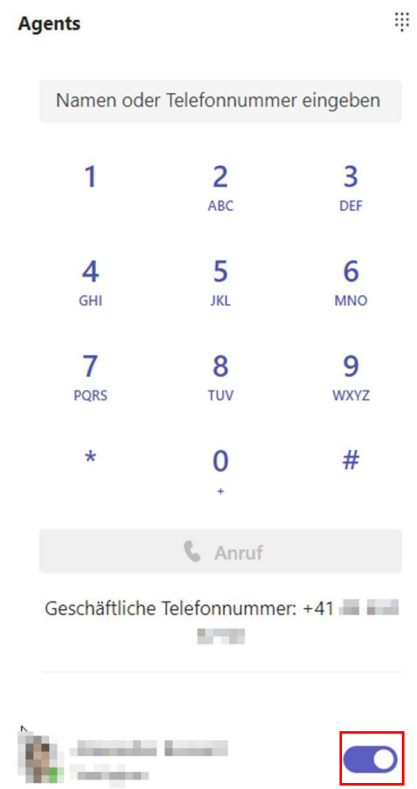 Agents
Namen oder Telefonnummer eingeben
1 2 3
ABC DEF
4 5 6
GHI JKL MNO
7 8 9
PQRS TUV WXYZ
* 0 #
+
Anruf
Geschäftliche Telefonnummer: +41